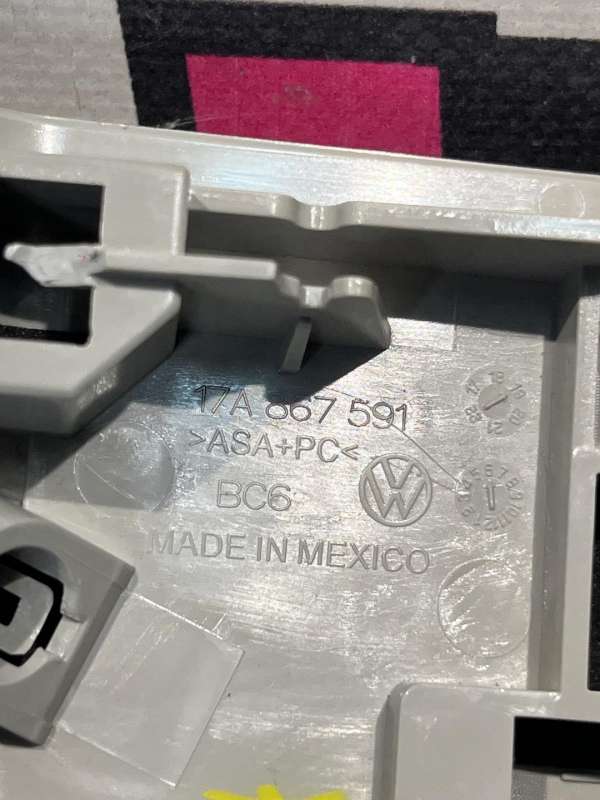 17A 867 591
>ASA+PC<
BC6
MADE IN MEXICO